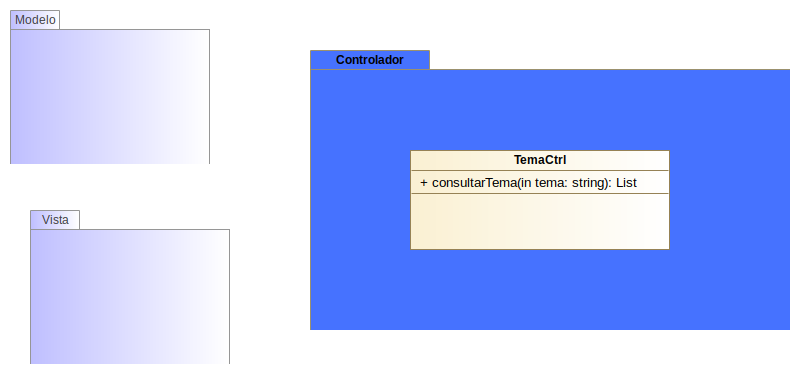 Modelo
Controlador
TemaCtrl
+ consultarTema(in tema: string): List
Vista